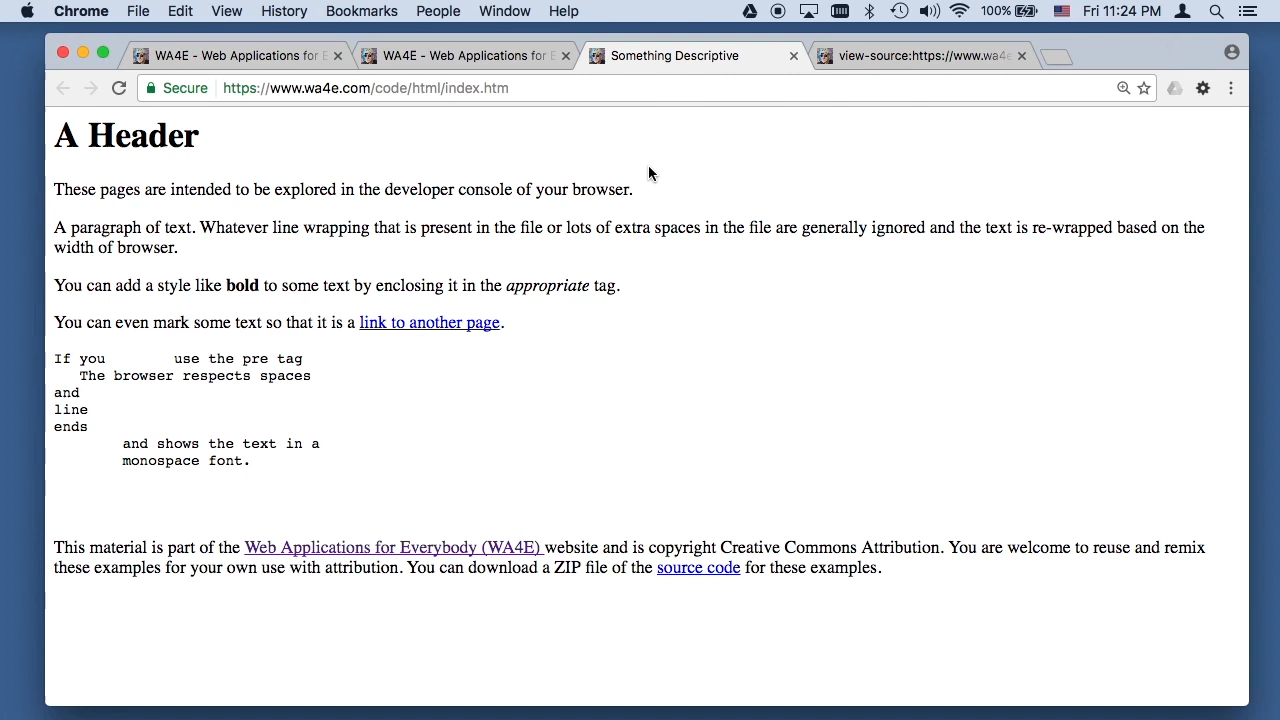 Chrome File Edit View History Bookmarks People Window Help 100% Fri 11:24 PM
WA4E - Web Applications for E WA4E - Web Applications for E Something Descriptive view-source:https://www.wa4e
Secure https://www.wa4e.com/code/html/index.htm
A Header
These pages are intended to be explored in the developer console of your browser.
A paragraph of text. Whatever line wrapping that is present in the file or lots of extra spaces in the file are generally ignored and the text is re-wrapped based on the
width of browser.
You can add a style like bold to some text by enclosing it in the appropriate tag.
You can even mark some text so that it is a link to another page.
If you        use the pre tag
   The browser respects spaces
and
line
ends
        and shows the text in a
        monospace font.
This material is part of the Web Applications for Everybody (WA4E) website and is copyright Creative Commons Attribution. You are welcome to reuse and remix
these examples for your own use with attribution. You can download a ZIP file of the source code for these examples.